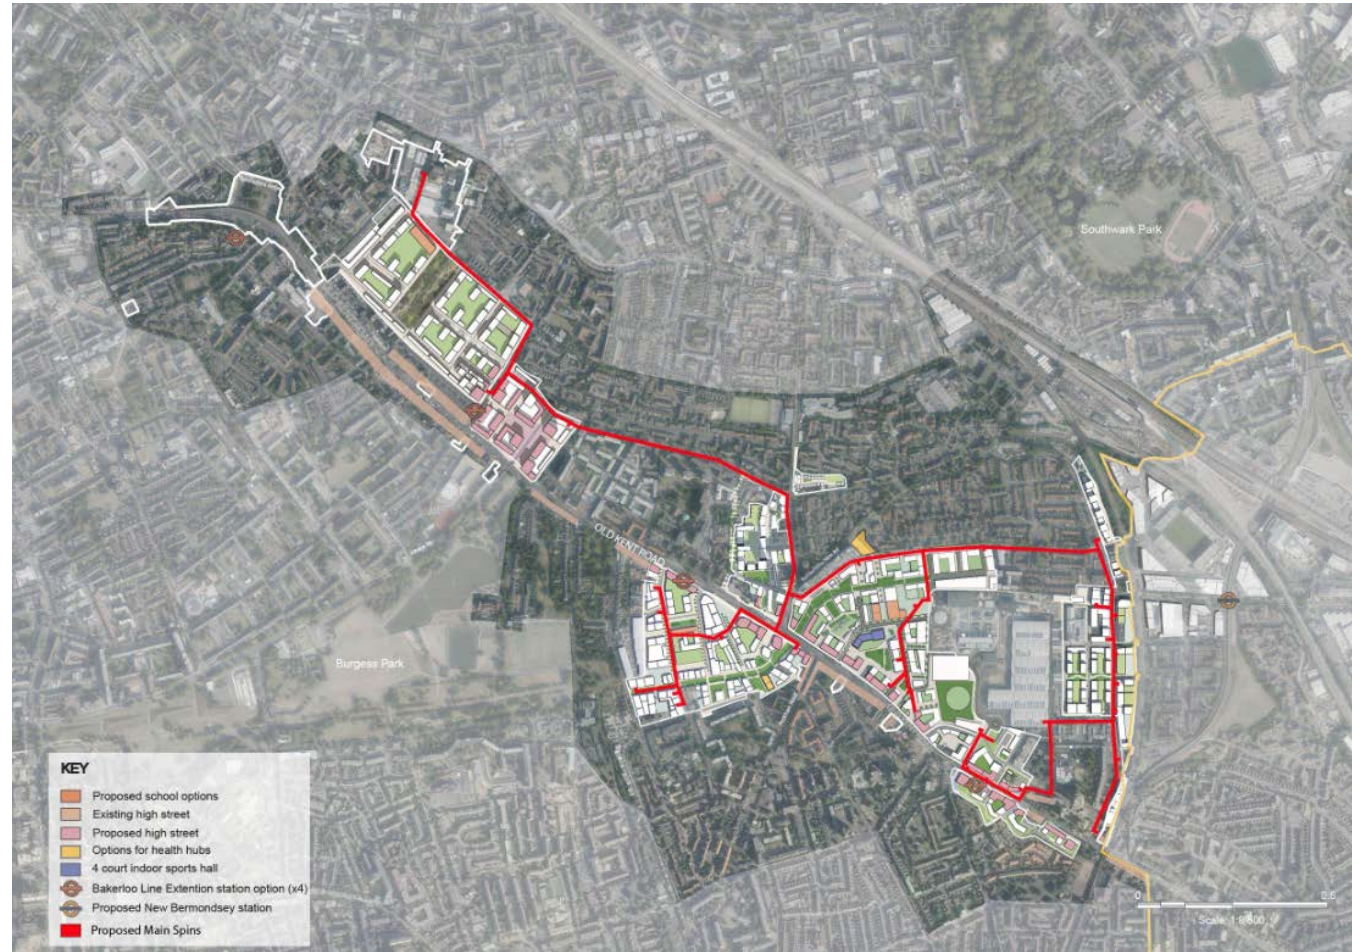 Southwark Park
OLD KENT ROAD
Burgess Park
KEY
Proposed school options
Existing high street
Proposed high street
Options for health hubs
4 court indoor sports hall
Bakerloo Line Extention station option (x4)
Proposed New Bermondsey station
Proposed Main Spins
0
0.6